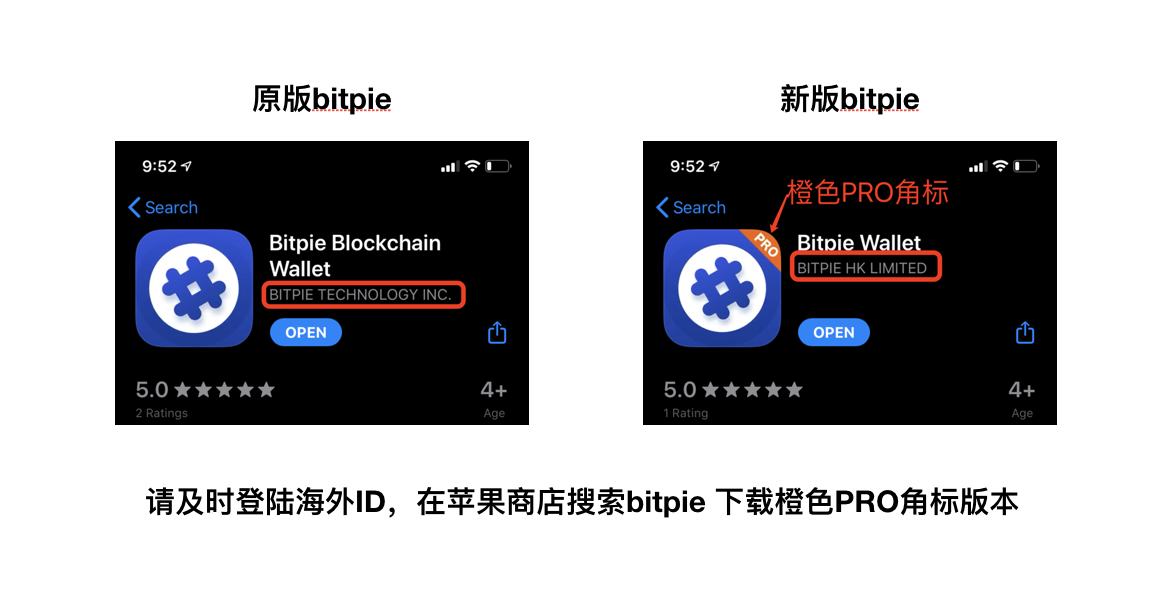 原版bitpie
新版bitpie
9:52
Search
Bitpie Blockchain
Wallet
BITPIE TECHNOLOGY INC.
OPEN
5.0
4+
2 Ratings
Age
9:52
橙色PRO角标
Search
PRO
Bitpie Wallet
BITPIE HK LIMITED
OPEN
5.0
4+
1 Rating
Age
请及时登陆海外ID，在苹果商店搜索bitpie 下载橙色PRO角标版本